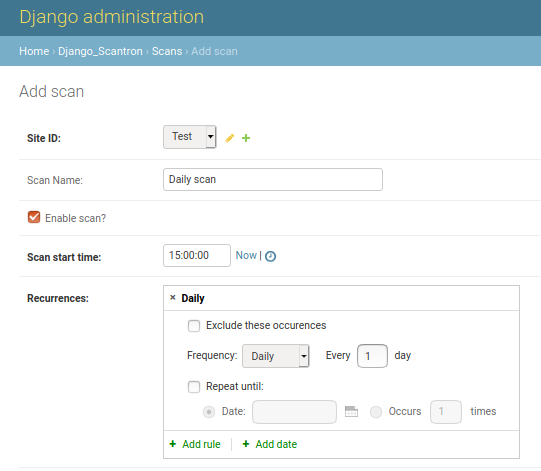 Django administration
Home › Django_Scantron › Scans › Add scan
Add scan
Site ID: Test
Scan Name: Daily scan
Enable scan?
Scan start time: 15:00:00 Now |
Recurrences: × Daily
Exclude these occurences
Frequency: Daily Every 1 day
Repeat until:
Date: Occurs 1 times
+ Add rule + Add date